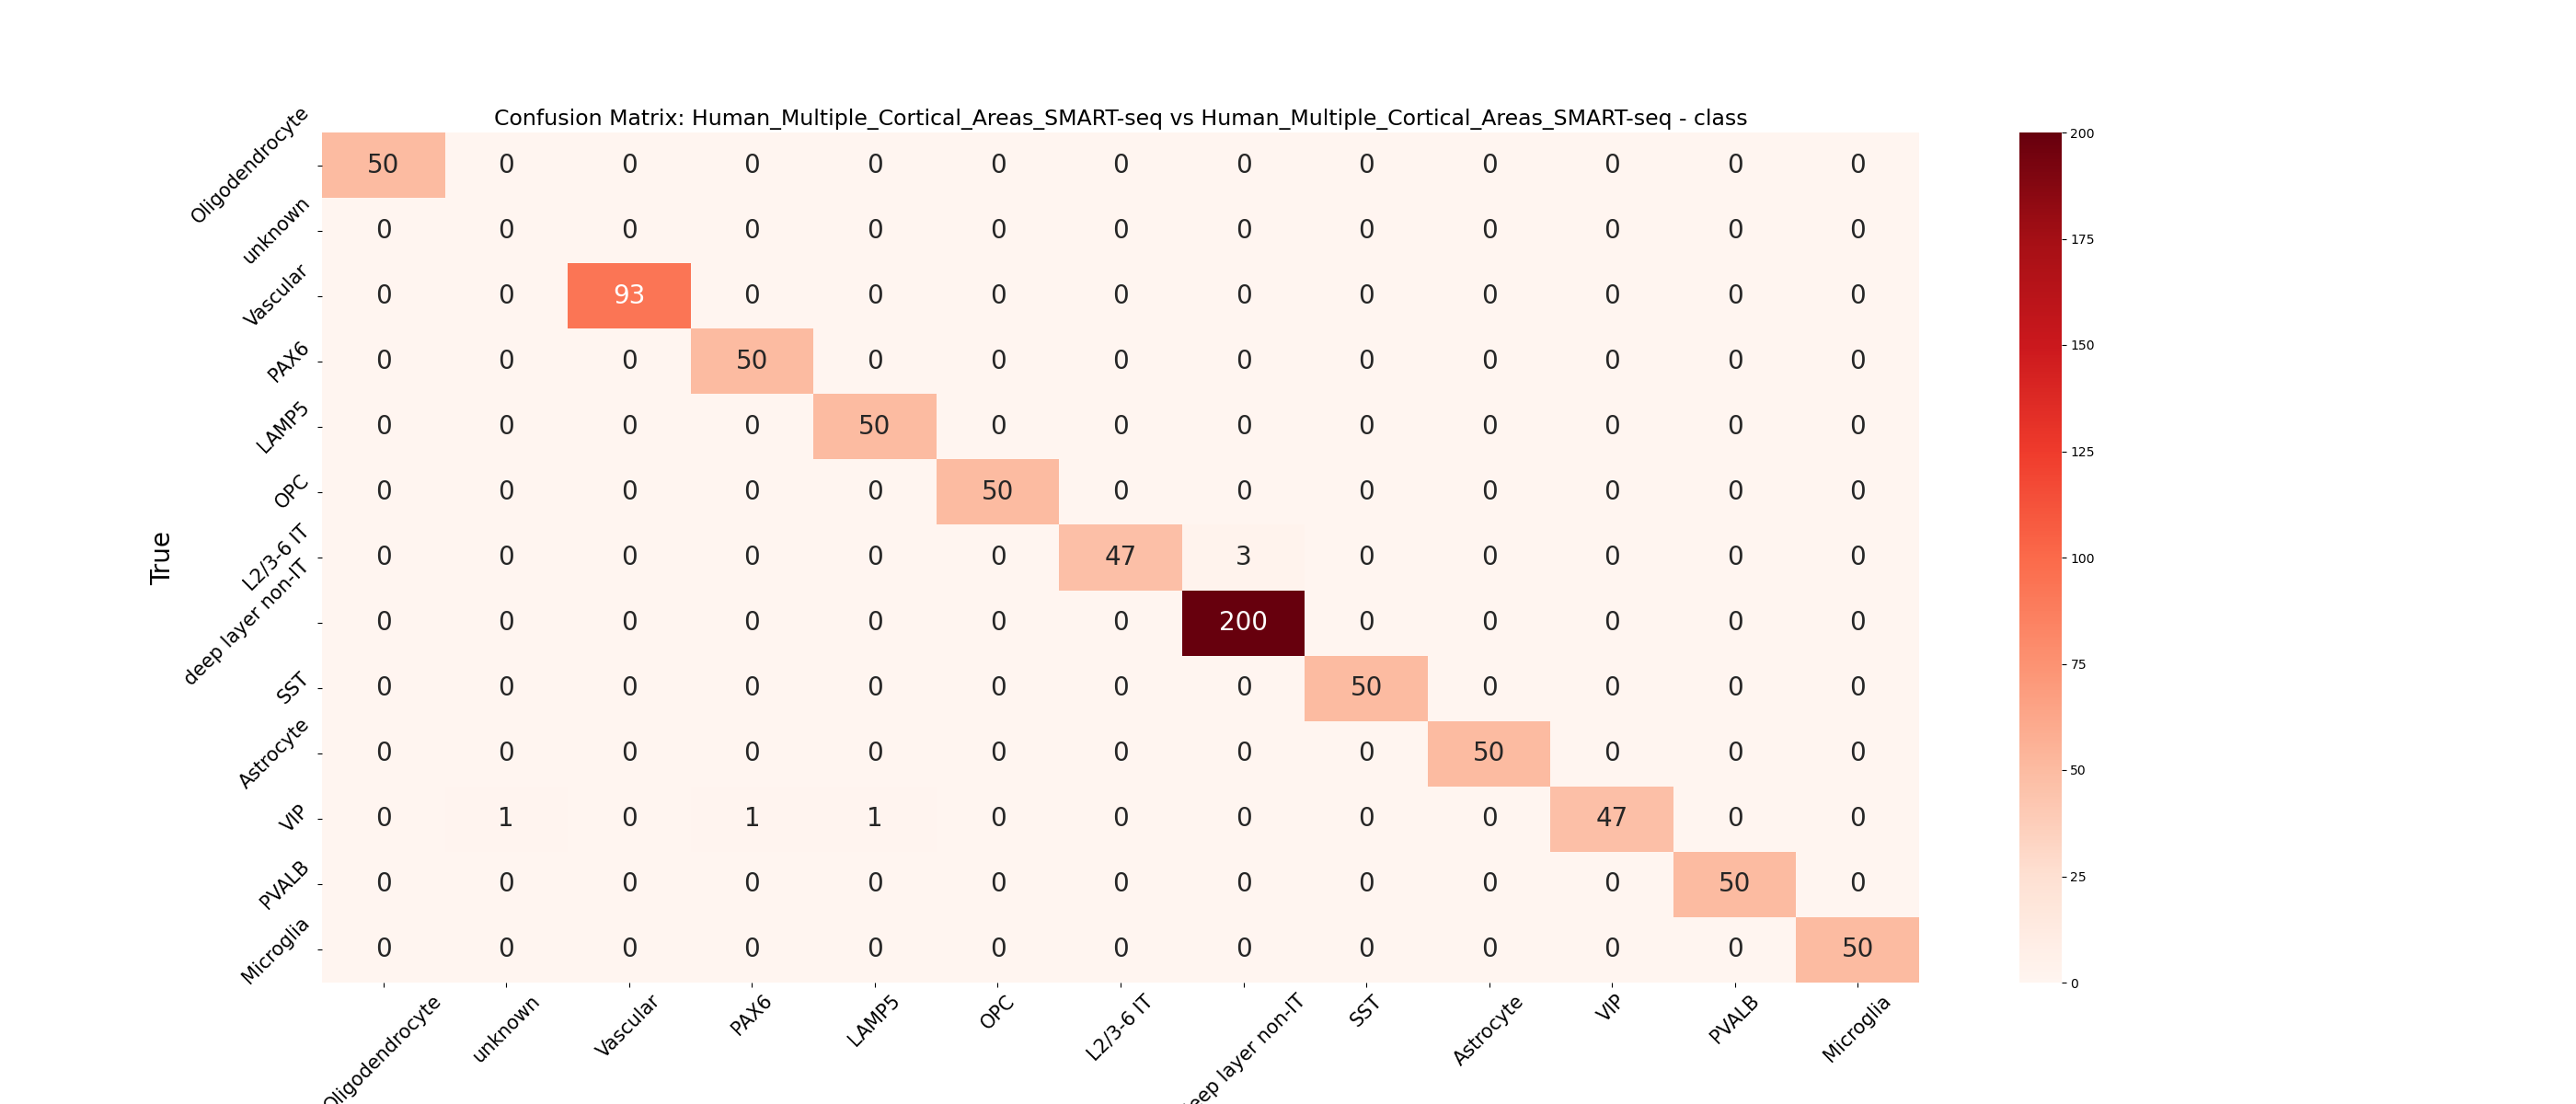 Confusion Matrix: Human_Multiple_Cortical_Areas_SMART-seq vs Human_Multiple_Cortical_Areas_SMART-seq - class
True
Oligodendrocyte 50 0 0 0 0 0 0 0 0 0 0 0 0
unknown 0 0 0 0 0 0 0 0 0 0 0 0 0
Vascular 0 0 93 0 0 0 0 0 0 0 0 0 0
PAX6 0 0 0 50 0 0 0 0 0 0 0 0 0
LAMP5 0 0 0 0 50 0 0 0 0 0 0 0 0
OPC 0 0 0 0 0 50 0 0 0 0 0 0 0
L2/3-6 IT 0 0 0 0 0 0 47 3 0 0 0 0 0
deep layer non-IT 0 0 0 0 0 0 0 200 0 0 0 0 0
SST 0 0 0 0 0 0 0 0 50 0 0 0 0
Astrocyte 0 0 0 0 0 0 0 0 0 50 0 0 0
VIP 0 1 0 1 1 0 0 0 0 0 47 0 0
PVALB 0 0 0 0 0 0 0 0 0 0 0 50 0
Microglia 0 0 0 0 0 0 0 0 0 0 0 0 50
Oligodendrocyte unknown Vascular PAX6 LAMP5 OPC L2/3-6 IT eep layer non-IT SST Astrocyte VIP PVALB Microglia
200
175
150
125
100
75
50
25
0